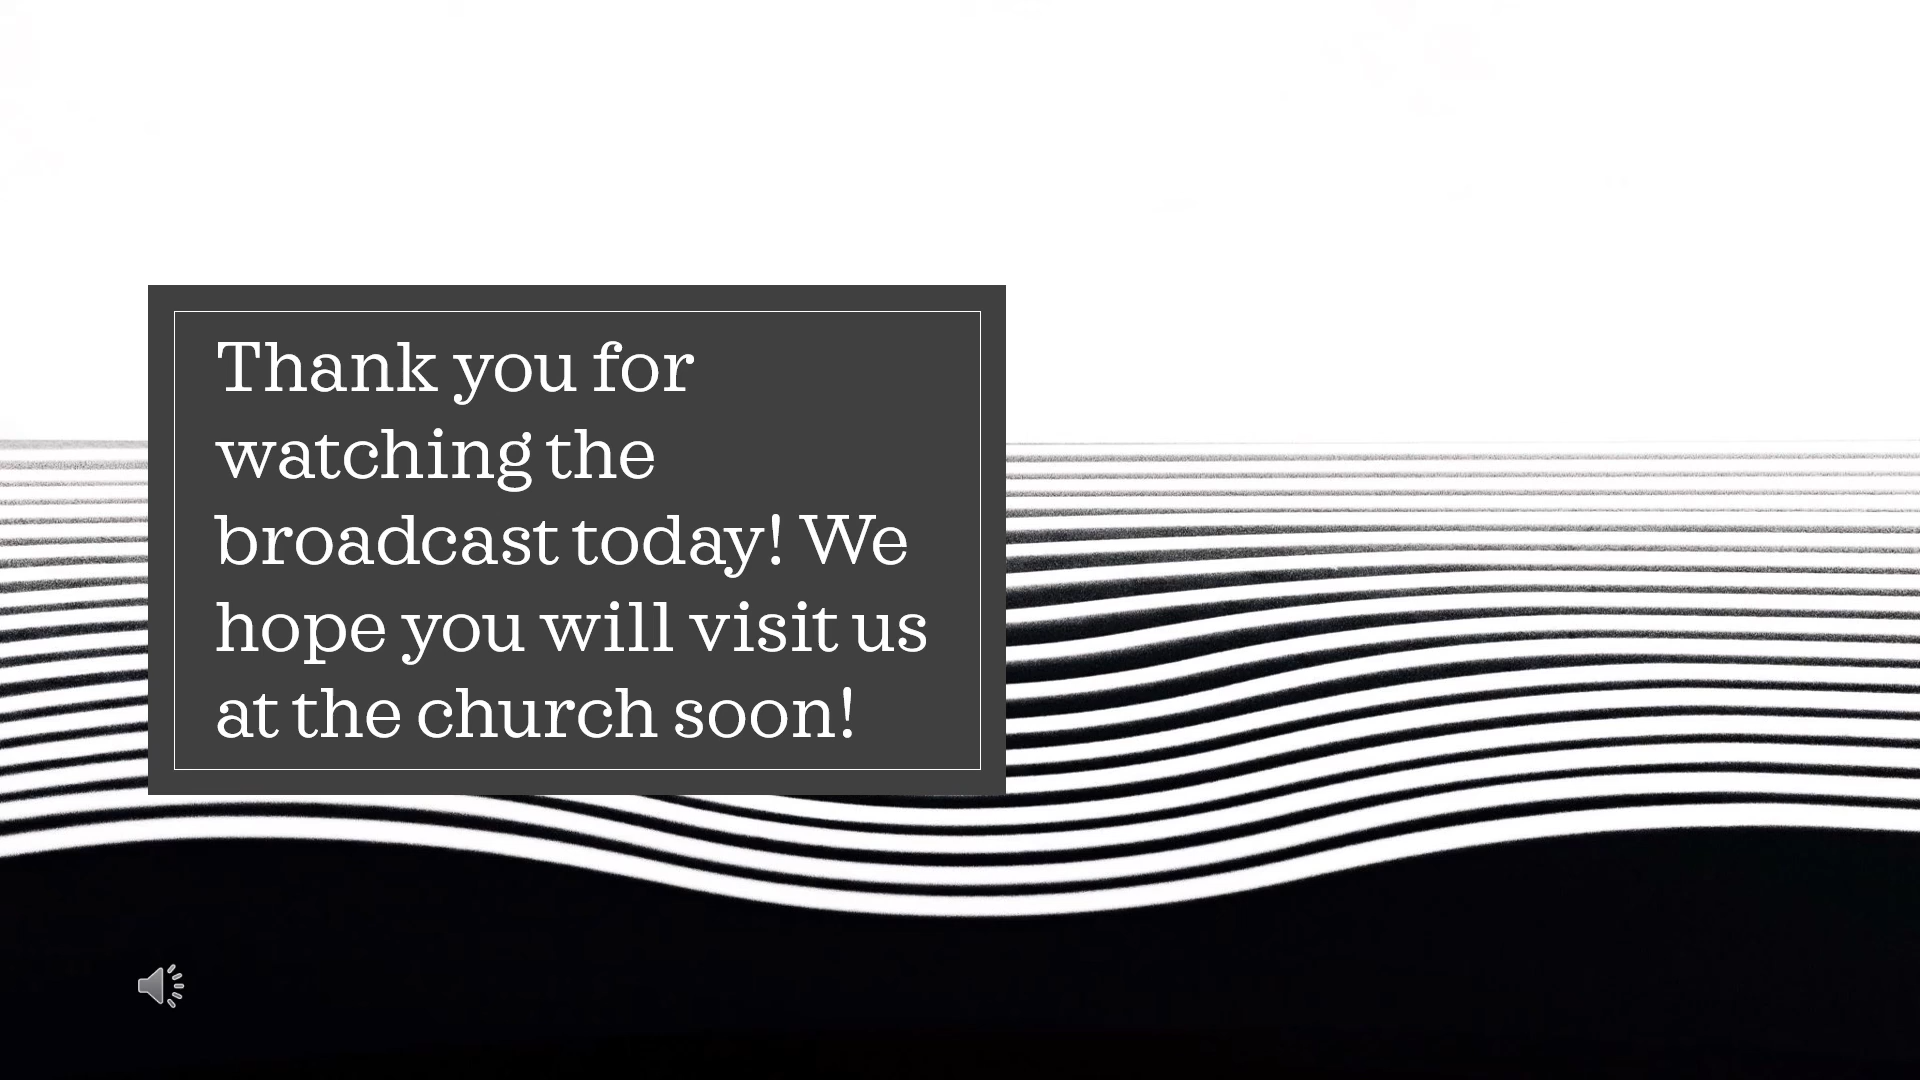 Thank you for
watching the
broadcast today! We
hope you will visit us
at the church soon!